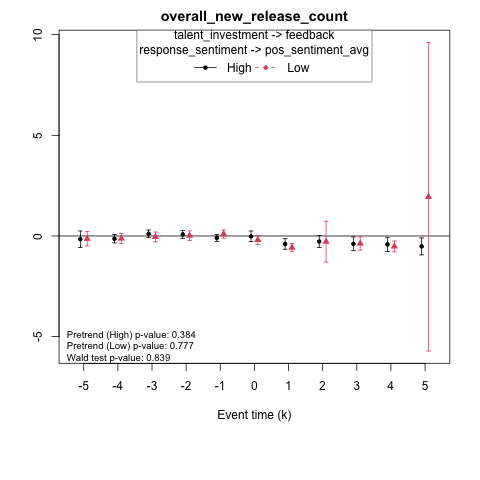 overall_new_release_count
talent_investment -> feedback
response_sentiment -> pos_sentiment_avg
High Low
10
5
0
-5
Pretrend (High) p-value: 0.384
Pretrend (Low) p-value: 0.777
Wald test p-value: 0.839
-5 -4 -3 -2 -1 0 1 2 3 4 5
Event time (k)